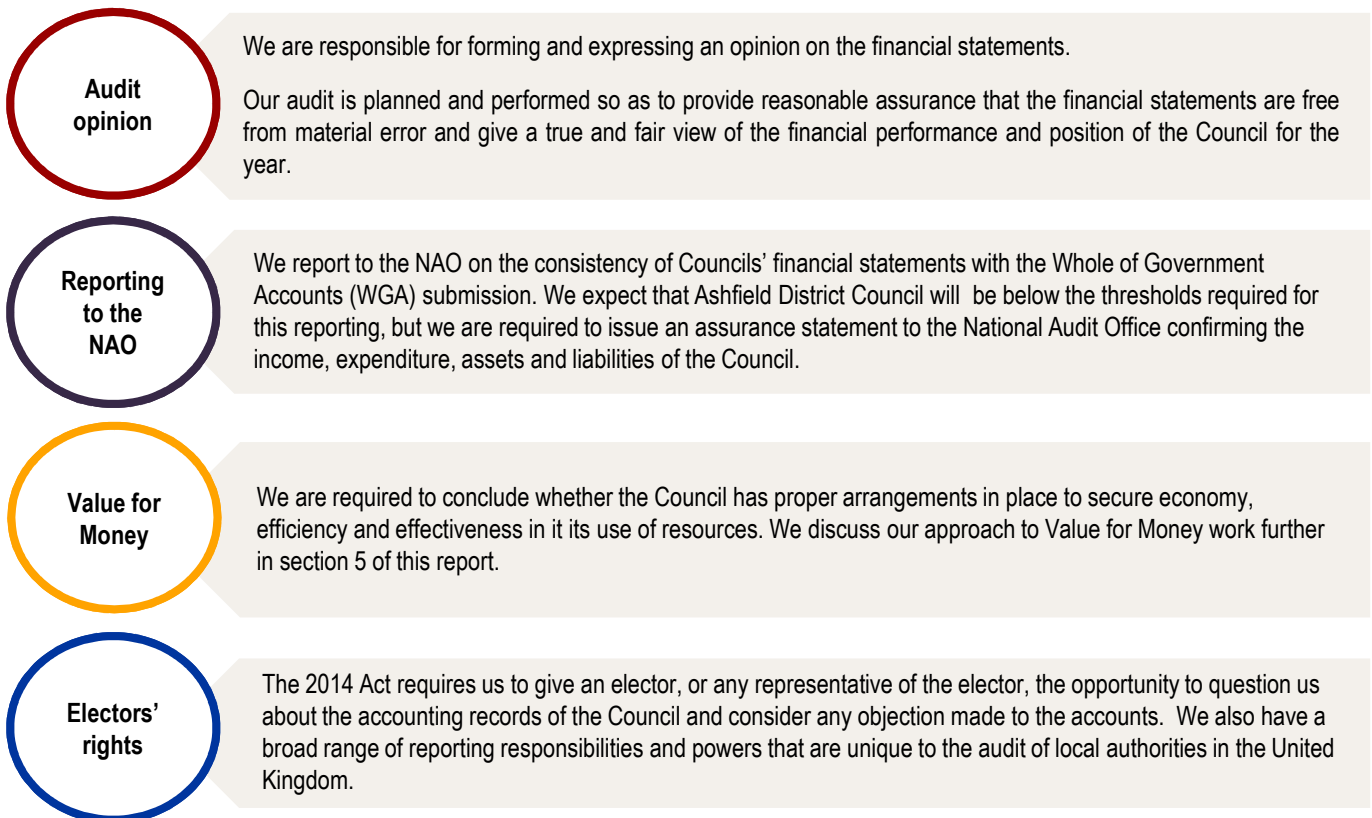 Audit
opinion
We are responsible for forming and expressing an opinion on the financial statements.
Our audit is planned and performed so as to provide reasonable assurance that the financial statements are free
from material error and give a true and fair view of the financial performance and position of the Council for the
year.
Reporting
to the
NAO
We report to the NAO on the consistency of Councils' financial statements with the Whole of Government
Accounts (WGA) submission. We expect that Ashfield District Council will  be below the thresholds required for
this reporting, but we are required to issue an assurance statement to the National Audit Office confirming the
income, expenditure, assets and liabilities of the Council.
Value for
Money
We are required to conclude whether the Council has proper arrangements in place to secure economy,
efficiency and effectiveness in it its use of resources. We discuss our approach to Value for Money work further
in section 5 of this report.
Electors'
rights
The 2014 Act requires us to give an elector, or any representative of the elector, the opportunity to question us
about the accounting records of the Council and consider any objection made to the accounts.  We also have a
broad range of reporting responsibilities and powers that are unique to the audit of local authorities in the United
Kingdom.